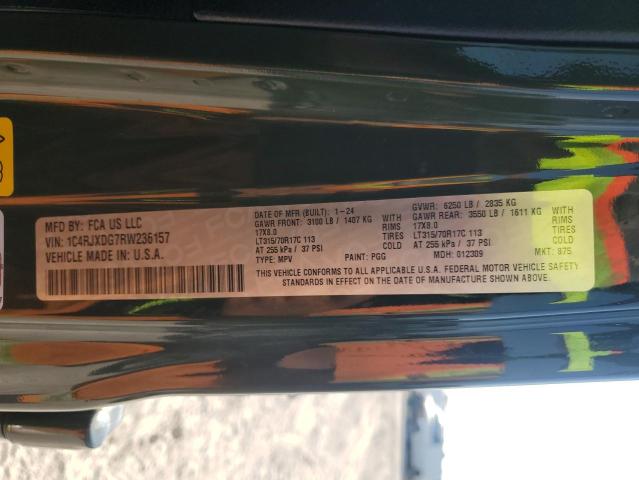 MFD BY: FCA US LLC
VIN: 1C4RJXDG7RW236157
VEHICLE MADE IN: U.S.A.
DATE OF MFR (BUILT): 1-24
GAWR FRONT: 3100 LB / 1407 KG WITH
17X8.0 RIMS
LT315/70R17C 113 TIRES
AT 255 kPa / 37 PSI COLD
TYPE: MPV PAINT: PGG
GVWR: 6250 LB / 2835 KG
GAWR REAR: 3550 LB / 1611 KG WITH
17X8.0 RIMS
LT315/70R17C 113 TIRES
AT 255 kPa / 37 PSI COLD
MDH: 012309 MKT: 875
THIS VEHICLE CONFORMS TO ALL APPLICABLE U.S.A. FEDERAL MOTOR VEHICLE SAFETY
STANDARDS IN EFFECT ON THE DATE OF MANUFACTURE SHOWN ABOVE.